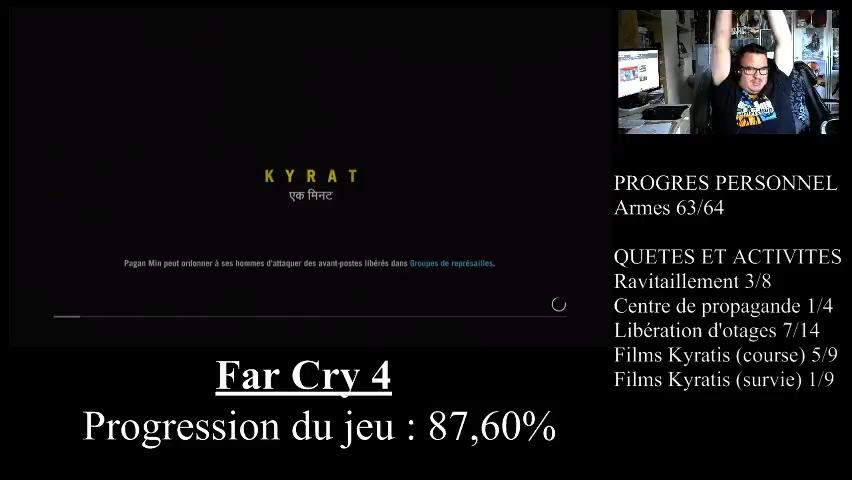 KYRAT
एक मिनट
Pagan Min peut ordonner à ses hommes d'attaquer des avant-postes libérés dans Groupes de représailles.
Far Cry 4
Progression du jeu : 87,60%
PROGRES PERSONNEL
Armes 63/64
QUETES ET ACTIVITES
Ravitaillement 3/8
Centre de propagande 1/4
Libération d'otages 7/14
Films Kyratis (course) 5/9
Films Kyratis (survie) 1/9